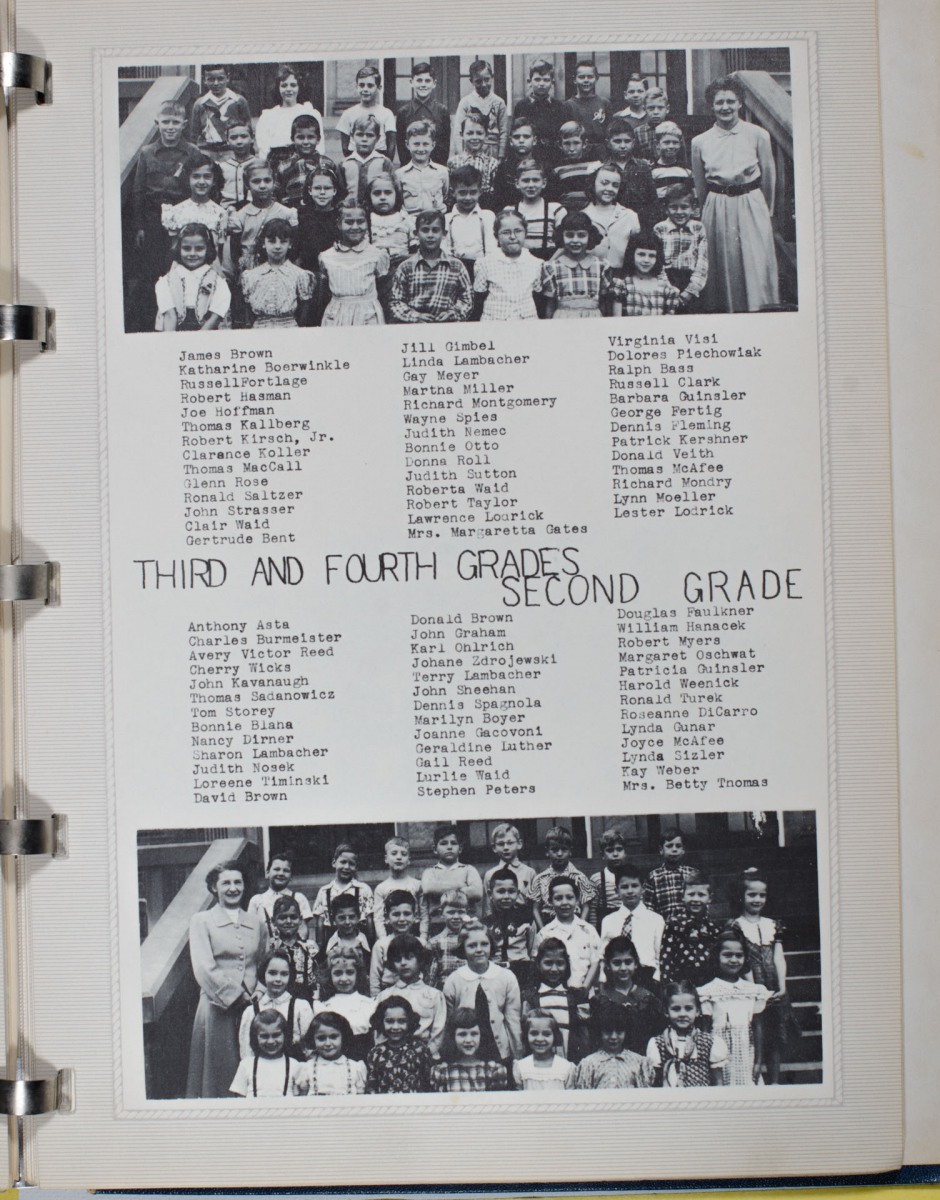 James Brown
Katharine Boerwinkle
RussellFortlage
Robert Hasman
Joe Hoffman
Thomas Kallberg
Robert Kirsch, Jr.
Clarance Koller
Thomas MacCall
Glenn Rose
Ronald Saltzer
John Strasser
Clair Waid
Gertrude Bent
Jill Gimbel
Linda Lambacher
Gay Meyer
Martha Miller
Richard Montgomery
Wayne Spies
Judith Nemec
Bonnie Otto
Donna Roll
Judith Sutton
Roberta Waid
Robert Taylor
Lawrence Lodrick
Mrs. Margaretta Gates
Virginia Visi
Dolores Piechowiak
Ralph Bass
Russell Clark
Barbara Guinsler
George Fertig
Dennis Fleming
Patrick Kershner
Donald Veith
Thomas McAfee
Richard Mondry
Lynn Moeller
Lester Lodrick
THIRD AND FOURTH GRADES
SECOND GRADE
Anthony Asta
Charles Burmeister
Avery Victor Reed
Cherry Wicks
John Kavanaugh
Thomas Sadanowicz
Tom Storey
Bonnie Blana
Nancy Dirner
Sharon Lambacher
Judith Nosek
Loreene Timinski
David Brown
Donald Brown
John Graham
Karl Ohlrich
Johane Zdrojewski
Terry Lambacher
John Sheehan
Dennis Spagnola
Marilyn Boyer
Joanne Gacovoni
Geraldine Luther
Gail Reed
Lurlie Waid
Stephen Peters
Douglas Faulkner
William Hanacek
Robert Myers
Margaret Oschwat
Patricia Guinsler
Harold Weenick
Ronald Turek
Roseanne DiCarro
Lynda Gunar
Joyce McAfee
Lynda Sizler
Kay Weber
Mrs. Betty Thomas